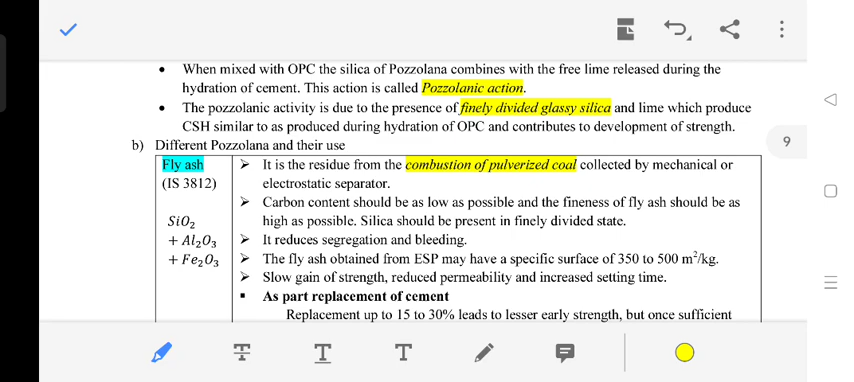 • When mixed with OPC the silica of Pozzolana combines with the free lime released during the
hydration of cement. This action is called Pozzolanic action.
• The pozzolanic activity is due to the presence of finely divided glassy silica and lime which produce
CSH similar to as produced during hydration of OPC and contributes to development of strength.
9
b) Different Pozzolana and their use
Fly ash
(IS 3812)
SiO₂
+ Al₂O₃
+ Fe₂O₃
➢ It is the residue from the combustion of pulverized coal collected by mechanical or
electrostatic separator.
➢ Carbon content should be as low as possible and the fineness of fly ash should be as
high as possible. Silica should be present in finely divided state.
➢ It reduces segregation and bleeding.
➢ The fly ash obtained from ESP may have a specific surface of 350 to 500 m²/kg.
➢ Slow gain of strength, reduced permeability and increased setting time.
▪ As part replacement of cement
Replacement up to 15 to 30% leads to lesser early strength, but once sufficient
T T T